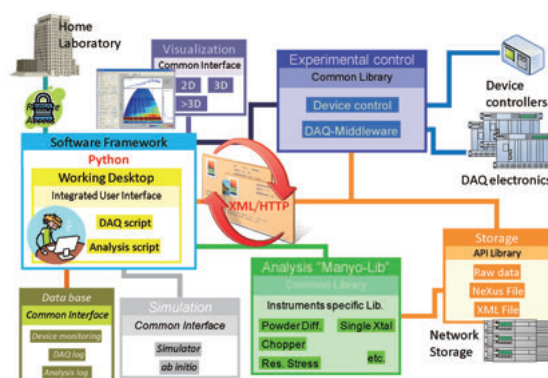 Home
Laboratory
Visualization
Common Interface
2D
3D
>3D
Experimental control
Common Library
Device control
DAQ-Middleware
Device
controllers
DAQ electronics
Software Framework
Python
Working Desktop
Integrated User Interface
DAQ script
Analysis script
XML/HTTP
Storage
API Library
Raw data
NeXus File
XML File
Network
Storage
Analysis "Manyo-Lib"
Common Library
Instruments specific Lib.
Powder Diff.
Single Xtal
Chopper
Res. Stress
etc.
Data base
Common Interface
Device monitoring
DAQ log
Analysis log
Simulation
Common Interface
Simulator
ab initio